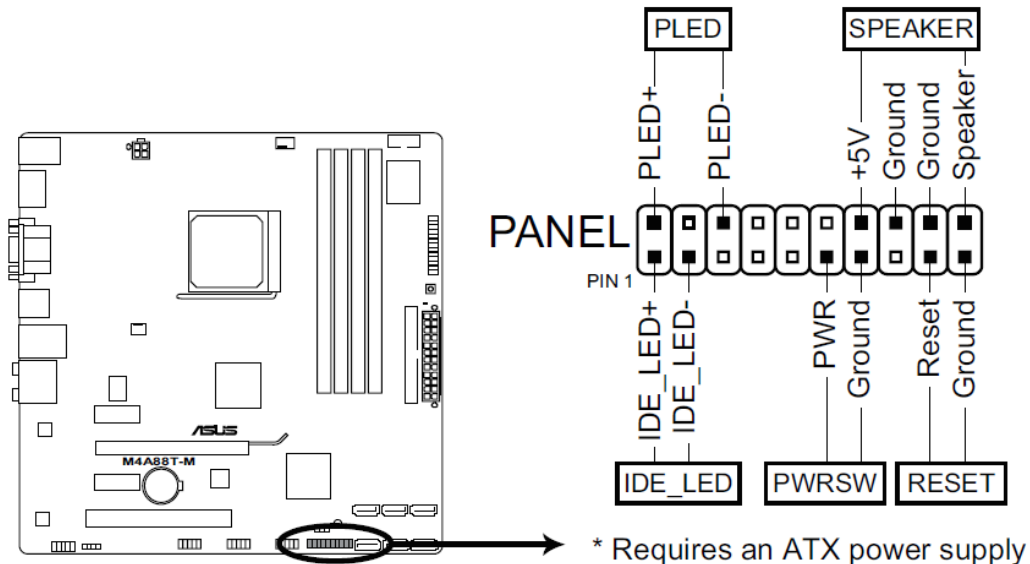 PLED
SPEAKER
PLED+
PLED-
+5V
Ground
Ground
Speaker
PANEL
PIN 1
IDE_LED+
IDE_LED-
PWR
Ground
Reset
Ground
IDE_LED
PWRSW
RESET
ASUS
M4A88T-M
* Requires an ATX power supply